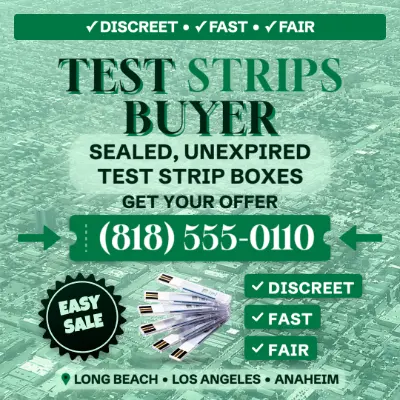 ✓DISCREET • ✓FAST • ✓FAIR
TEST STRIPS
BUYER
SEALED, UNEXPIRED
TEST STRIP BOXES
GET YOUR OFFER
(818) 555-0110
EASY
SALE
✓ DISCREET
✓ FAST
✓ FAIR
LONG BEACH • LOS ANGELES • ANAHEIM